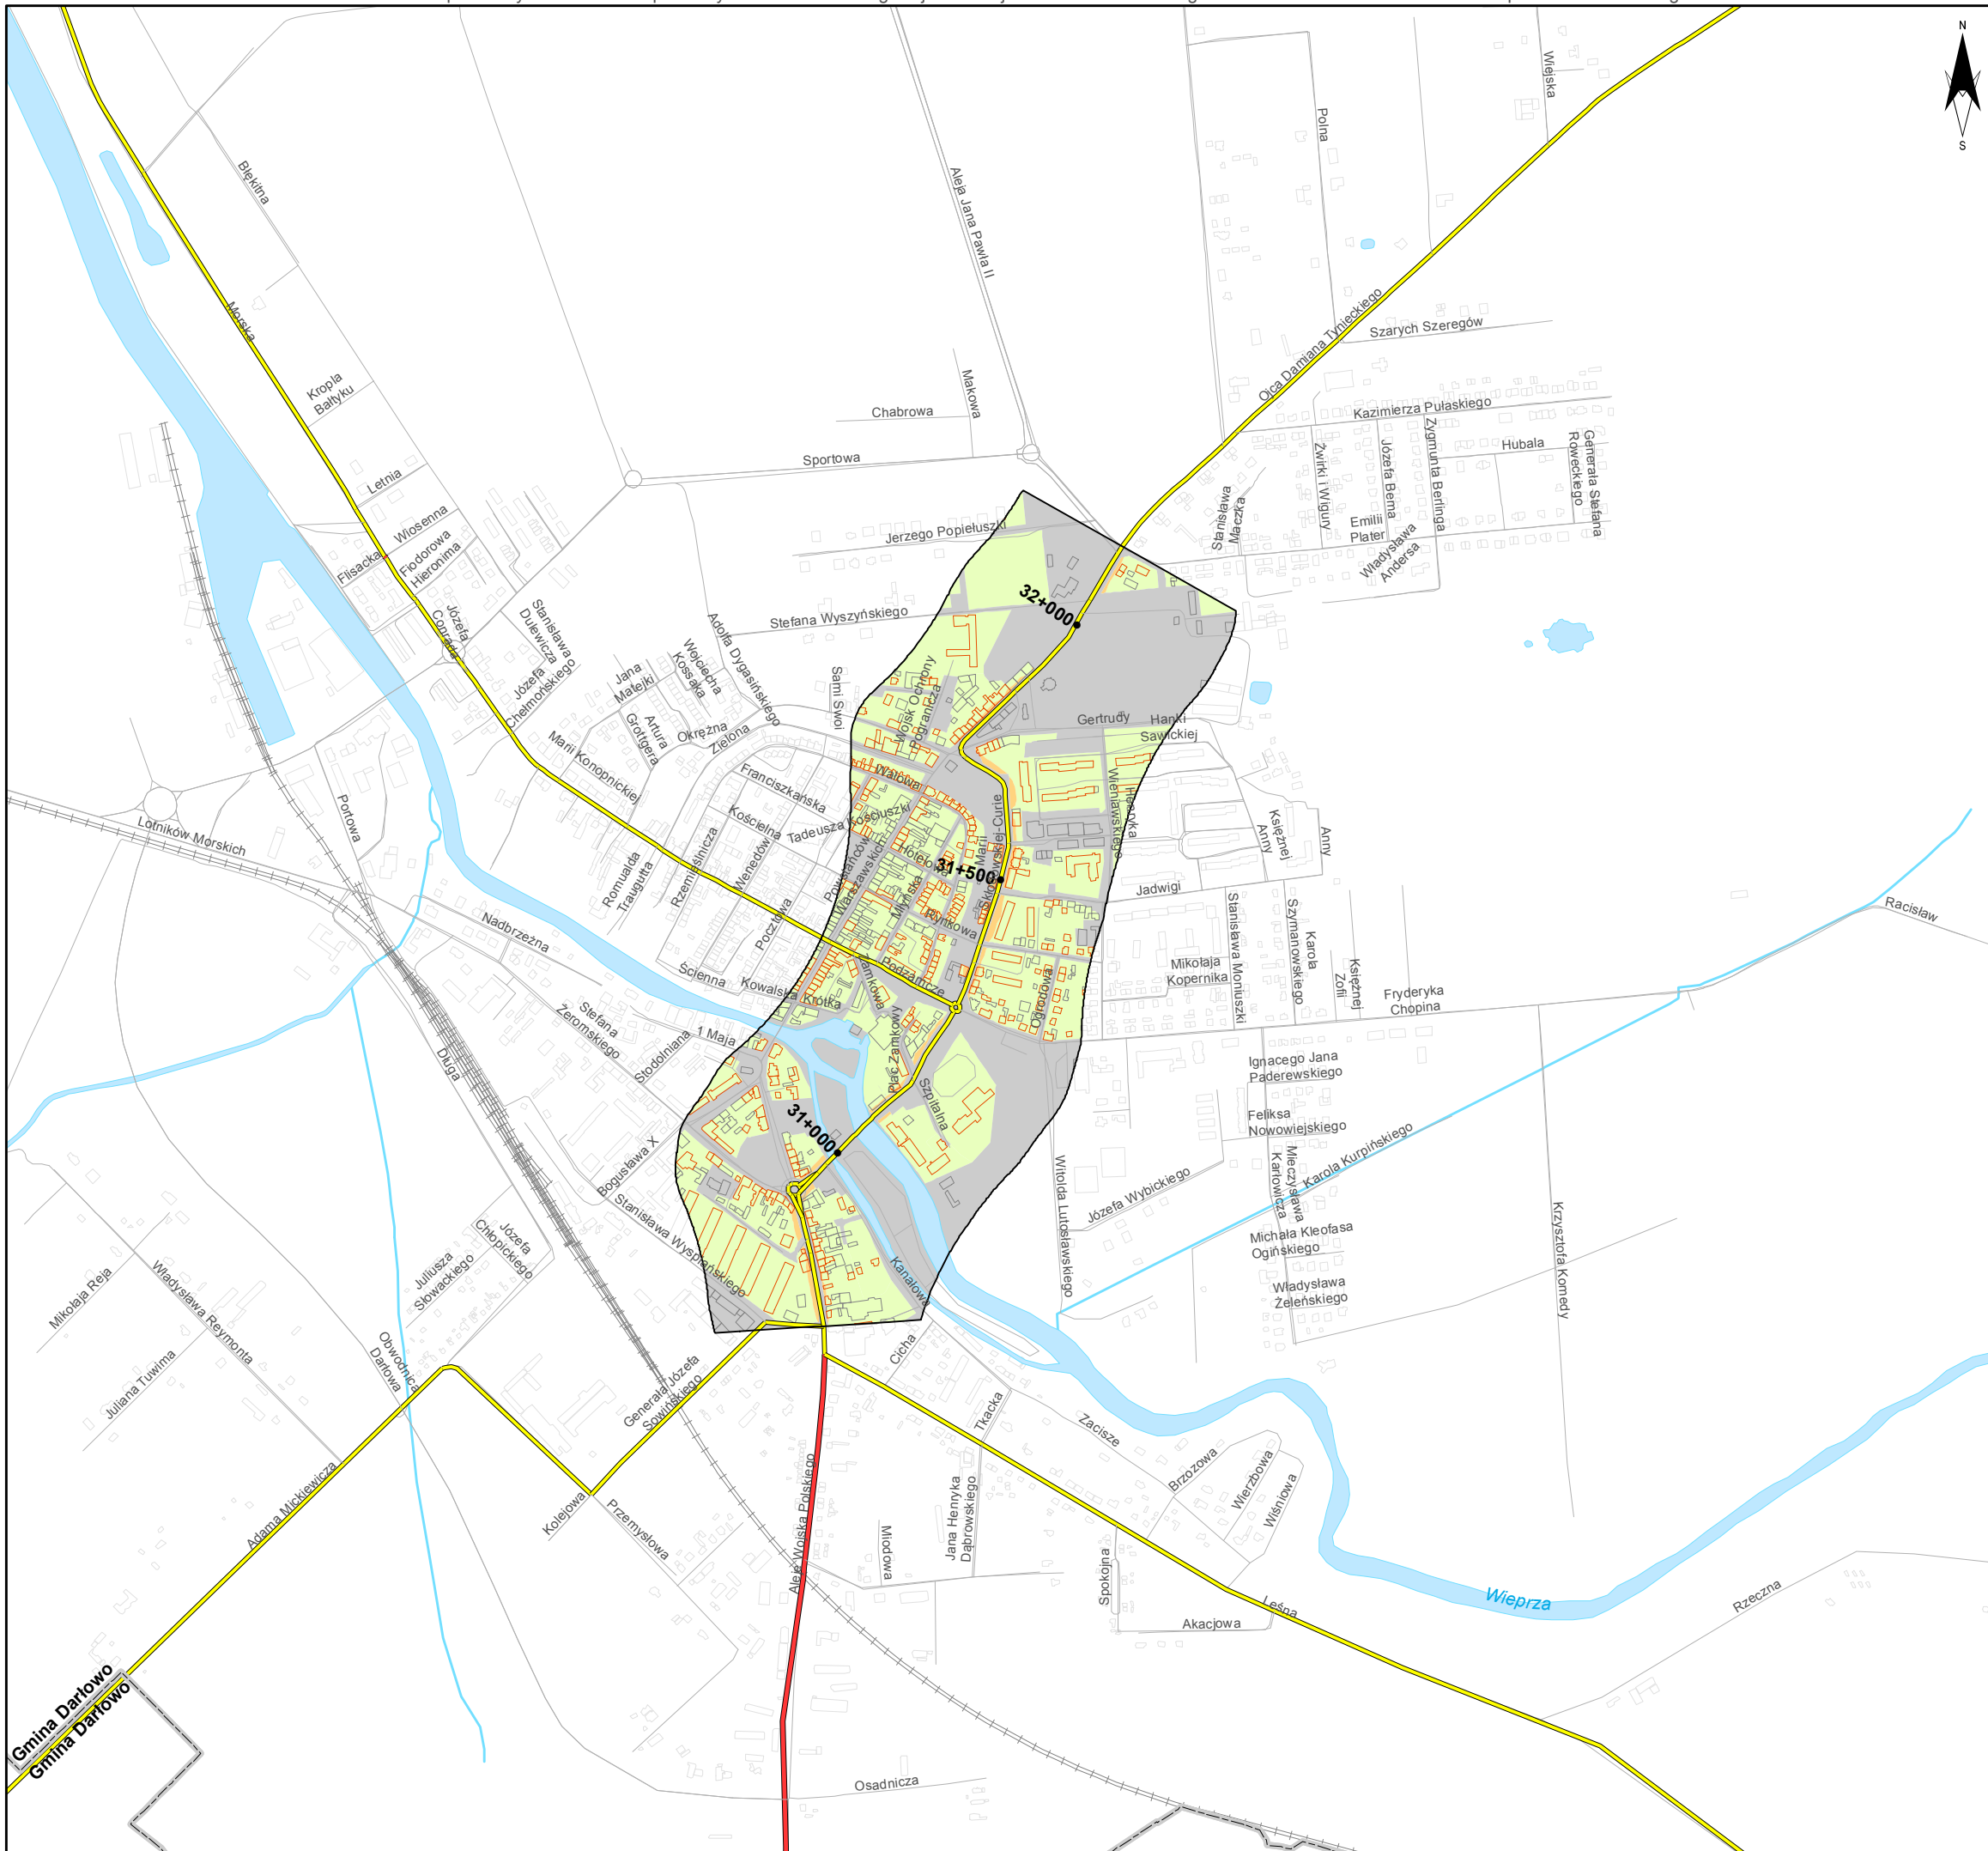 N
S
Wiejska
Polna
Błękitna
Aleja Jana Pawła II
Morska
Ojca Damiana Tynieckiego
Szarych Szeregów
Kropla
Bałtyku
Makowa
Chabrowa
Kazimierza Pułaskiego
Sportowa
Hubala
Żwirki i Wigury
Józefa Bema
Zygmunta Berlinga
Generała Stefana
Roweckiego
Letnia
Wiosenna
Stanisława
Maczka
Emilii
Plater
Władysława
Andersa
Flisacka
Fiodorowa
Hieronima
Jerzego Popiełuszki
Józefa
Conrada
Stanisława
Dulewicza
Stefana Wyszyńskiego
32+000
Adolfa Dygasińskiego
Józefa
Chełmońskiego
Jana
Matejki
Wojciecha
Kossaka
Sami Swoi
Wojsk Ochrony
Pogranicza
Artura
Grottgera
Okrężna
Zielona
Gertrudy
Hanki
Sawickiej
Marii Konopnickiej
Franciszkańska
Wałowa
Henryka
Wieniawskiego
Kościelna
Tadeusza Kościuszki
Portowa
Lotników Morskich
Księżnej
Anny
Anny
Hotelowa
Marii
Skłodowskiej-Curie
31+500
Romualda
Traugutta
Rzemieślnicza
Wenedów
Powstańców
Warszawskich
Młyńska
Jadwigi
Pocztowa
Rynkowa
Nadbrzeżna
Racisław
Stanisława Moniuszki
Karola
Szymanowskiego
Ścienna
Kowalska
Krótka
Zamkowa
Podzamcze
Ogrodowa
Mikołaja
Kopernika
Księżnej
Zofii
Fryderyka
Chopina
Stefana
Żeromskiego
1 Maja
Stodolniana
Plac Zamkowy
Szpitalna
Długa
Ignacego Jana
Paderewskiego
Feliksa
Nowowiejskiego
31+000
Bogusława X
Karola Kurpińskiego
Mieczysława
Karłowicza
Józefa Wybickiego
Witolda Lutosławskiego
Michała Kleofasa
Ogińskiego
Władysława
Żeleńskiego
Krzysztofa Komedy
Stanisława Wyspiańskiego
Kanałowa
Józefa
Chłopickiego
Juliusza
Słowackiego
Mikołaja Reja
Władysława Reymonta
Juliana Tuwima
Obwodnica
Darłowa
Cicha
Generała Józefa
Sowińskiego
Tkacka
Zacisze
Brzozowa
Wierzbowa
Wiśniowa
Adama Mickiewicza
Kolejowa
Przemysłowa
Aleje Wojska Polskiego
Miodowa
Jana Henryka
Dąbrowskiego
Spokojna
Akacjowa
Leśna
Wieprza
Rzeczna
Gmina Darłowo
Gmina Darłowo
Osadnicza